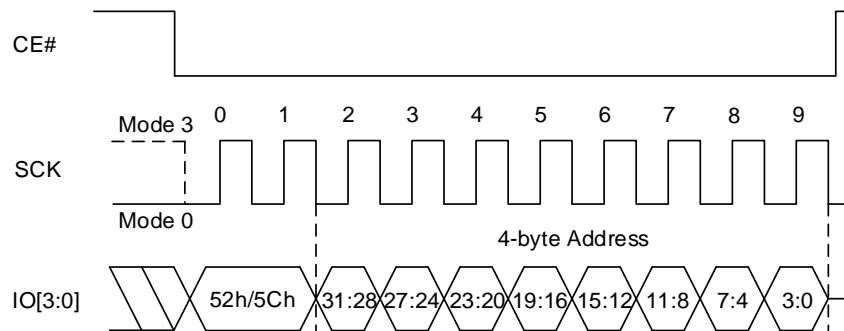 CE#
0 1 2 3 4 5 6 7 8 9
Mode 3
SCK
Mode 0
4-byte Address
IO[3:0] 52h/5Ch 31:28 27:24 23:20 19:16 15:12 11:8 7:4 3:0